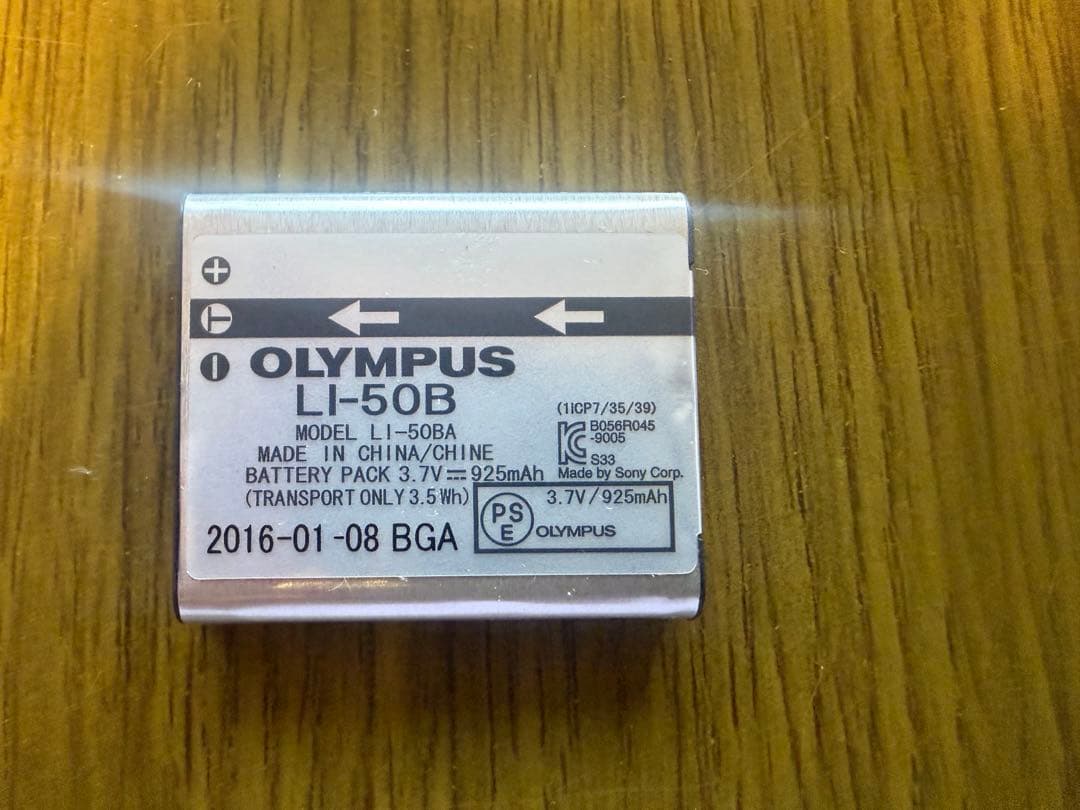 OLYMPUS
LI-50B
MODEL LI-50BA
MADE IN CHINA/CHINE
BATTERY PACK 3.7V⎓925mAh
(TRANSPORT ONLY 3.5Wh)
2016-01-08 BGA
(1ICP7/35/39)
B056R045
-9005
S33
Made by Sony Corp.
3.7V/925mAh
PS
E
OLYMPUS